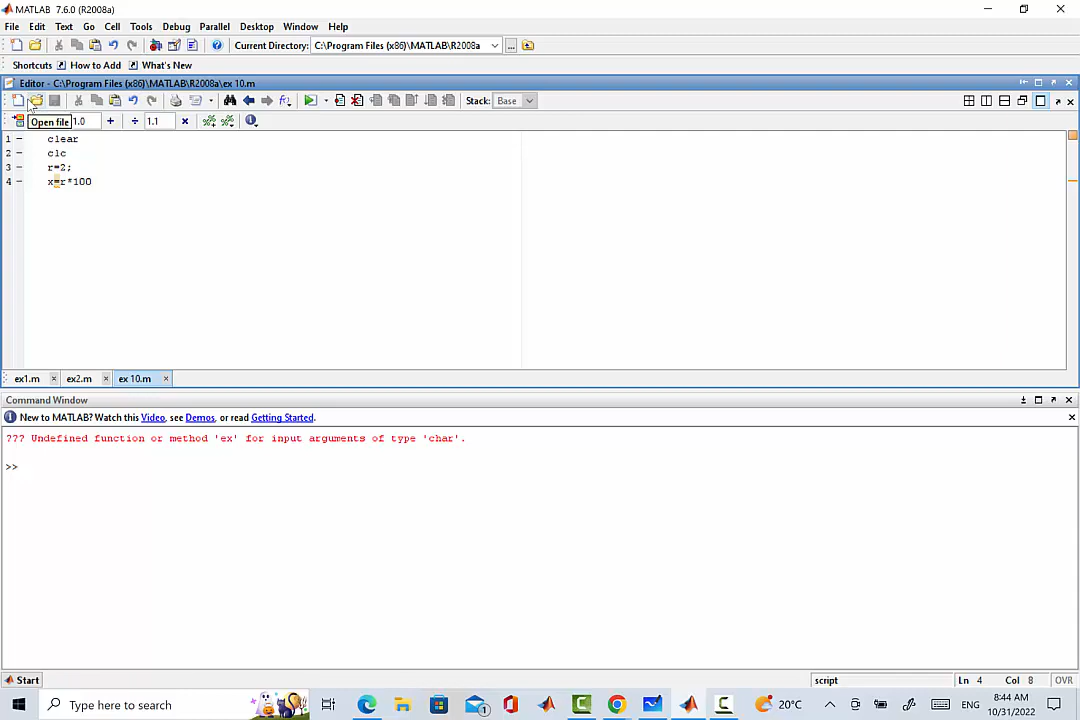 MATLAB 7.6.0 (R2008a)
File Edit Text Go Cell Tools Debug Parallel Desktop Window Help
Current Directory: C:\Program Files (x86)\MATLAB\R2008a ...
Shortcuts How to Add What's New
Editor - C:\Program Files (x86)\MATLAB\R2008a\ex 10.m
Stack: Base
Open file 1.0 + ÷ 1.1 ×
1 - clear
2 - clc
3 - r=2;
4 - x=r*100
ex1.m × ex2.m × ex 10.m ×
Command Window
New to MATLAB? Watch this Video, see Demos, or read Getting Started.
??? Undefined function or method 'ex' for input arguments of type 'char'.
>>
Start script Ln 4 Col 8 OVR
Type here to search 1 20°C ENG 8:44 AM
10/31/2022